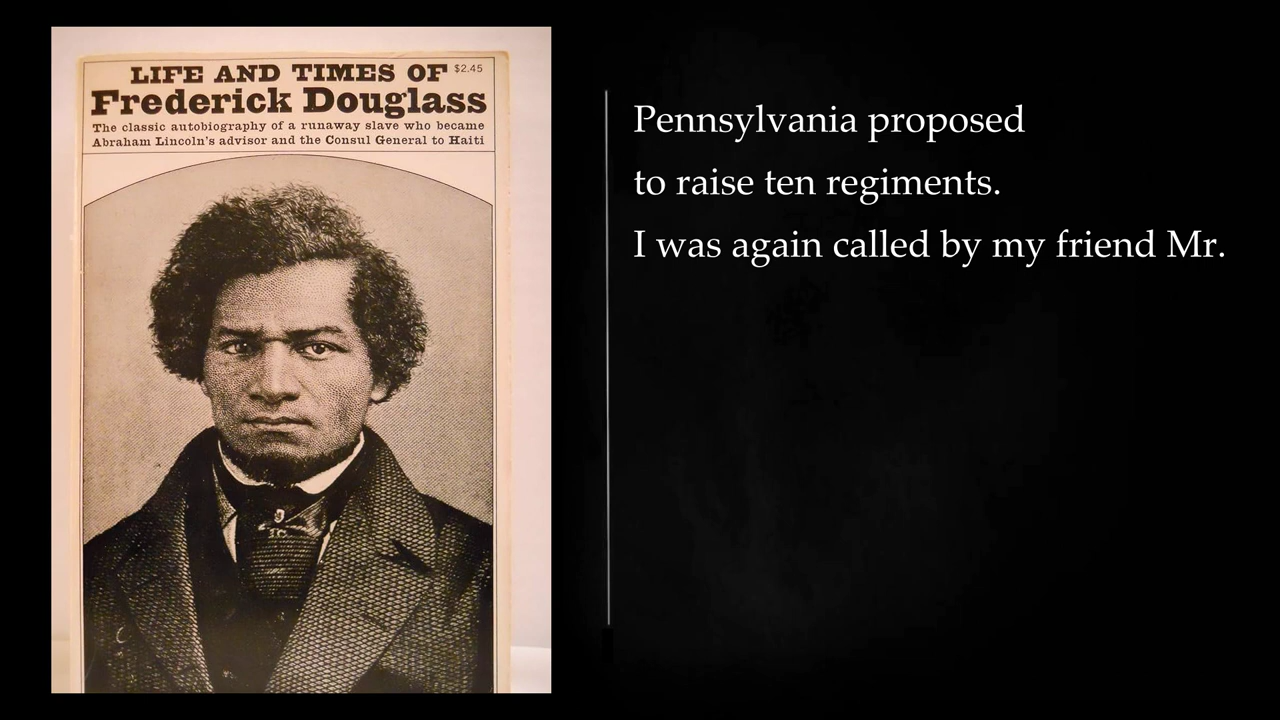 LIFE AND TIMES OF $2.45
Frederick Douglass
The classic autobiography of a runaway slave who became
Abraham Lincoln's advisor and the Consul General to Haiti
Pennsylvania proposed
to raise ten regiments.
I was again called by my friend Mr.